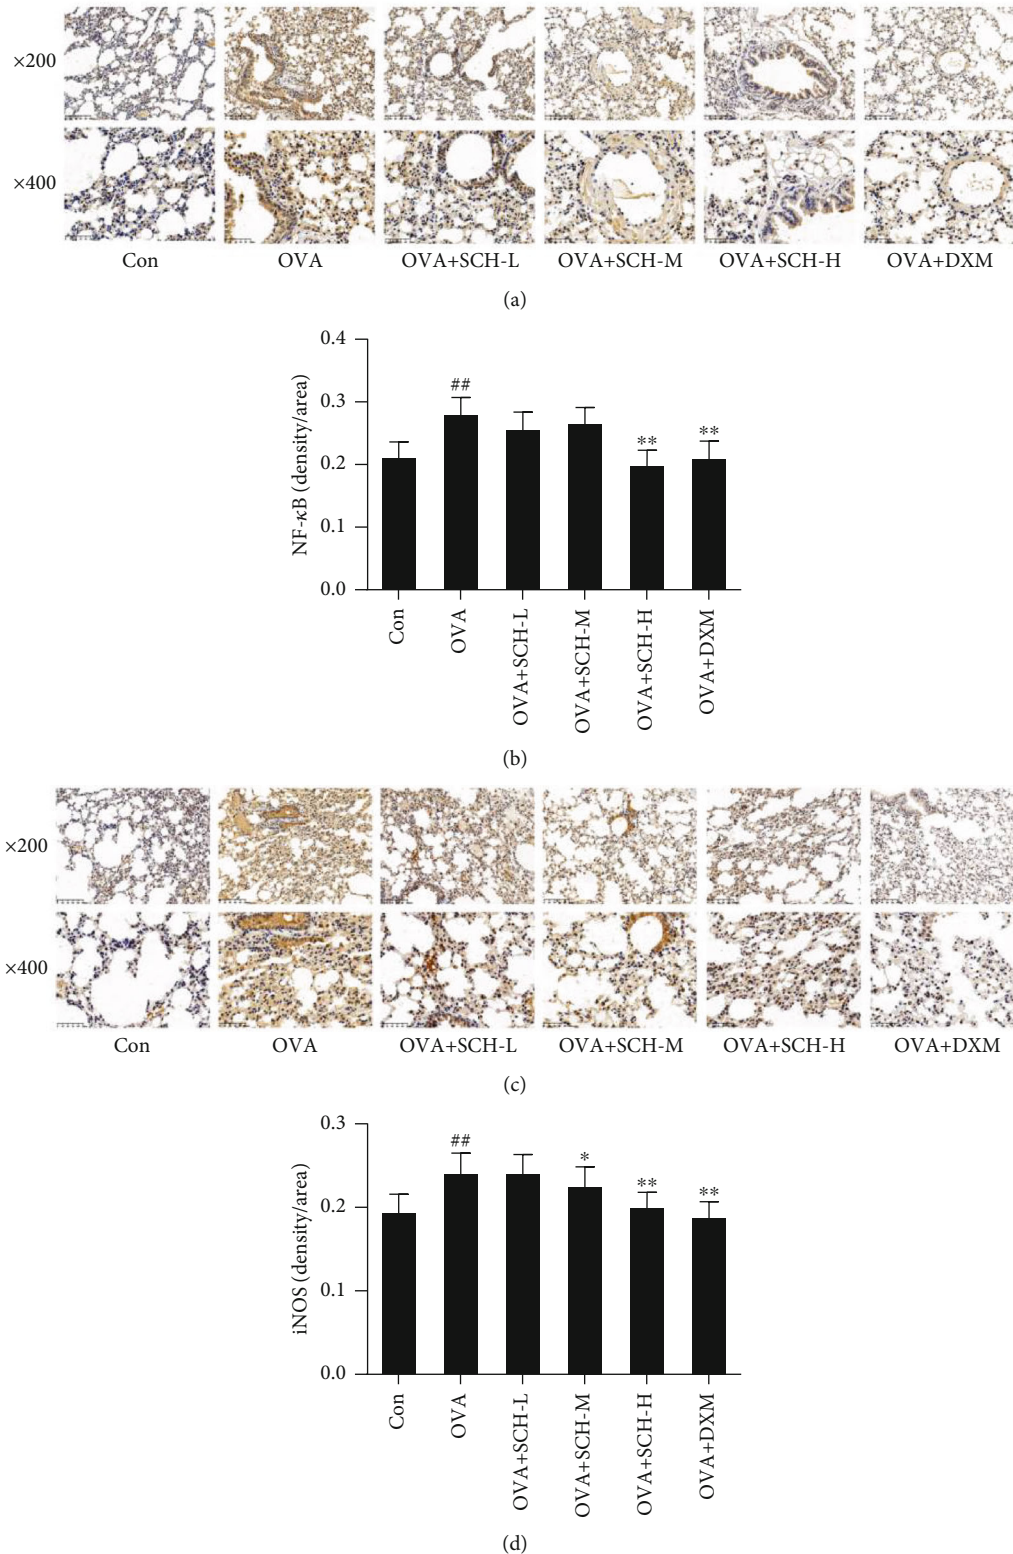 ×200
×400
Con OVA OVA+SCH-L OVA+SCH-M OVA+SCH-H OVA+DXM
(a)
0.4
0.3
0.2
0.1
0.0
NF-κB (density/area)
##
**
**
Con
OVA
OVA+SCH-L
OVA+SCH-M
OVA+SCH-H
OVA+DXM
(b)
×200
×400
Con OVA OVA+SCH-L OVA+SCH-M OVA+SCH-H OVA+DXM
(c)
0.3
0.2
0.1
0.0
iNOS (density/area)
##
*
**
**
Con
OVA
OVA+SCH-L
OVA+SCH-M
OVA+SCH-H
OVA+DXM
(d)